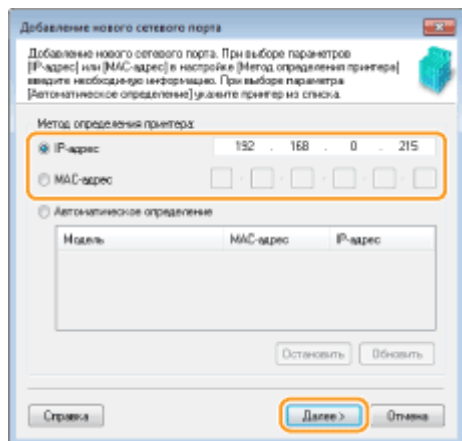 Добавление нового сетевого порта
Добавление нового сетевого порта. При выборе параметров
[IP-адрес] или [MAC-адрес] в настройке [Метод определения принтера]
введите необходимую информацию. При выборе параметра
[Автоматическое определение] укажите принтер из списка.
Метод определения принтера:
IP-адрес 192 . 168 . 0 . 215
MAC-адрес - - - - -
Автоматическое определение
Модель MAC-адрес IP-адрес
Остановить Обновить
Справка Далее > Отмена